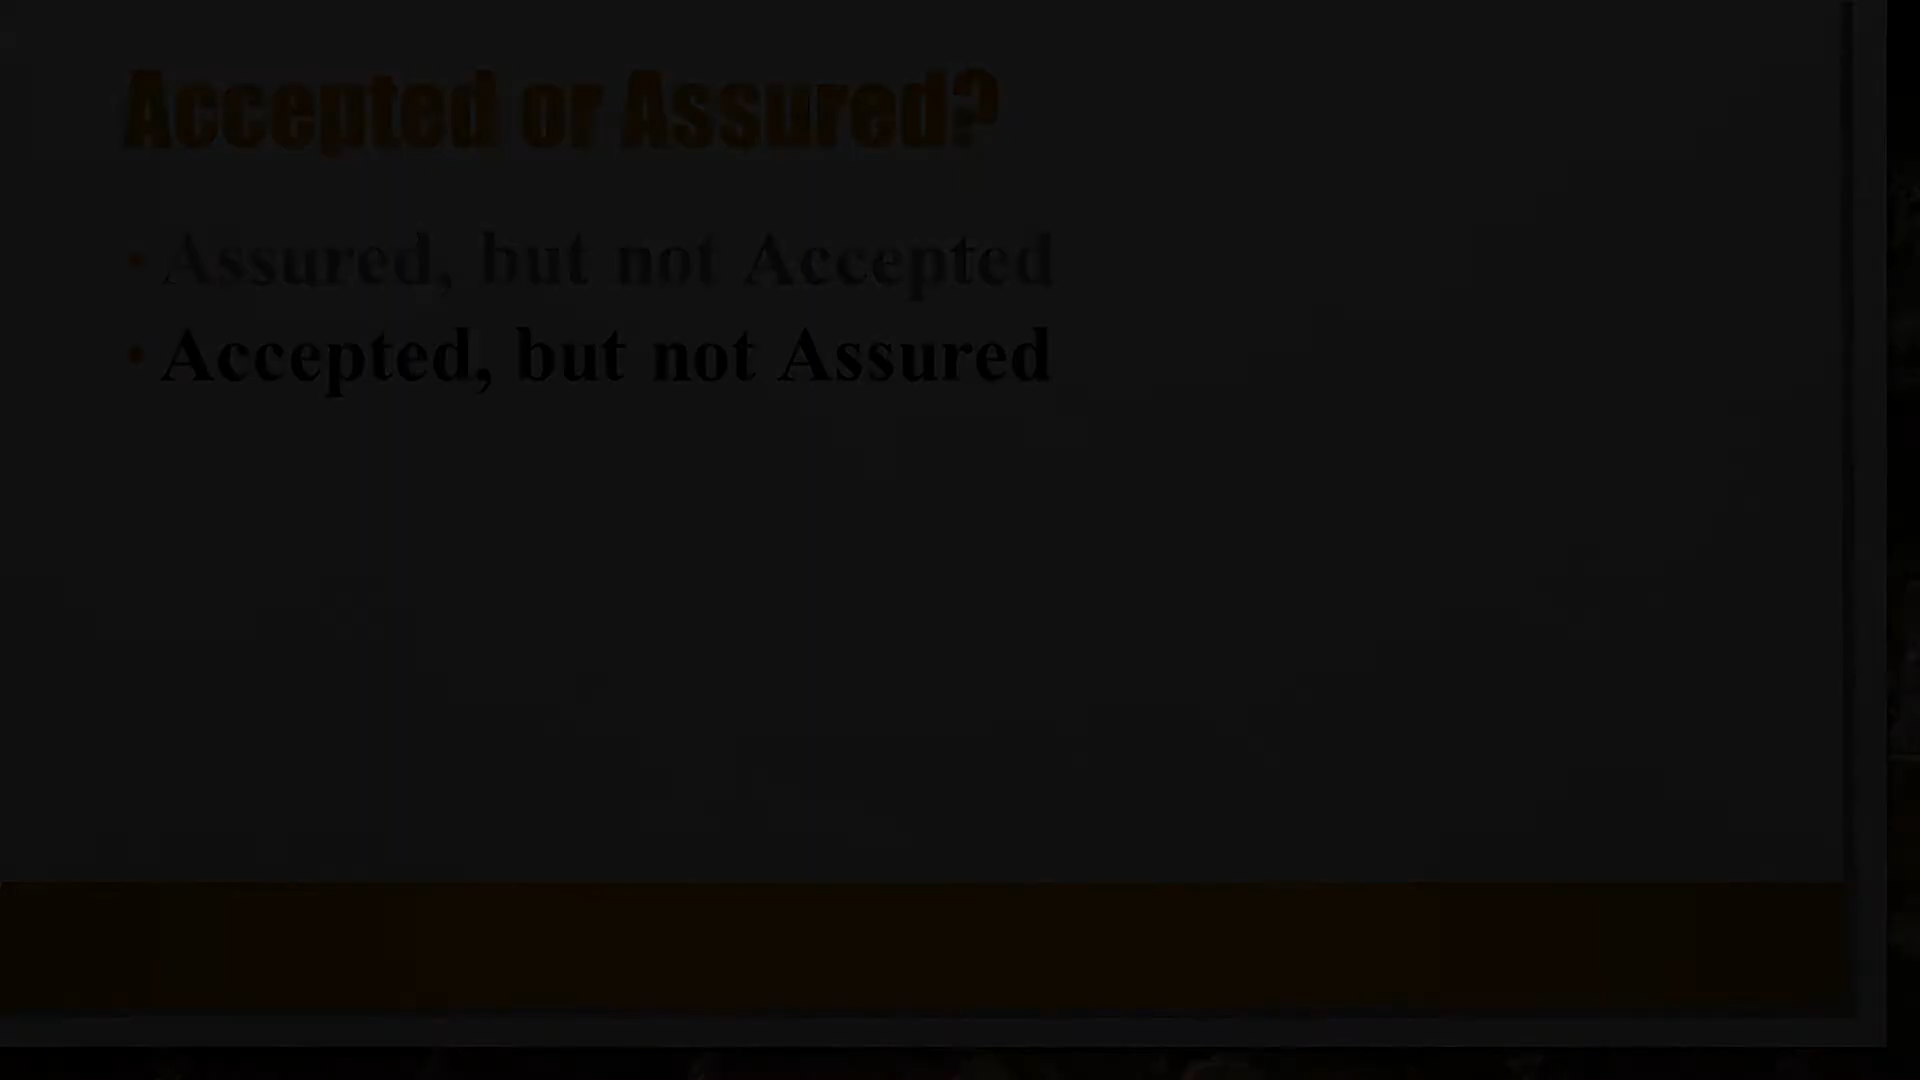 Accepted or Assured?
• Assured, but not Accepted
• Accepted, but not Assured